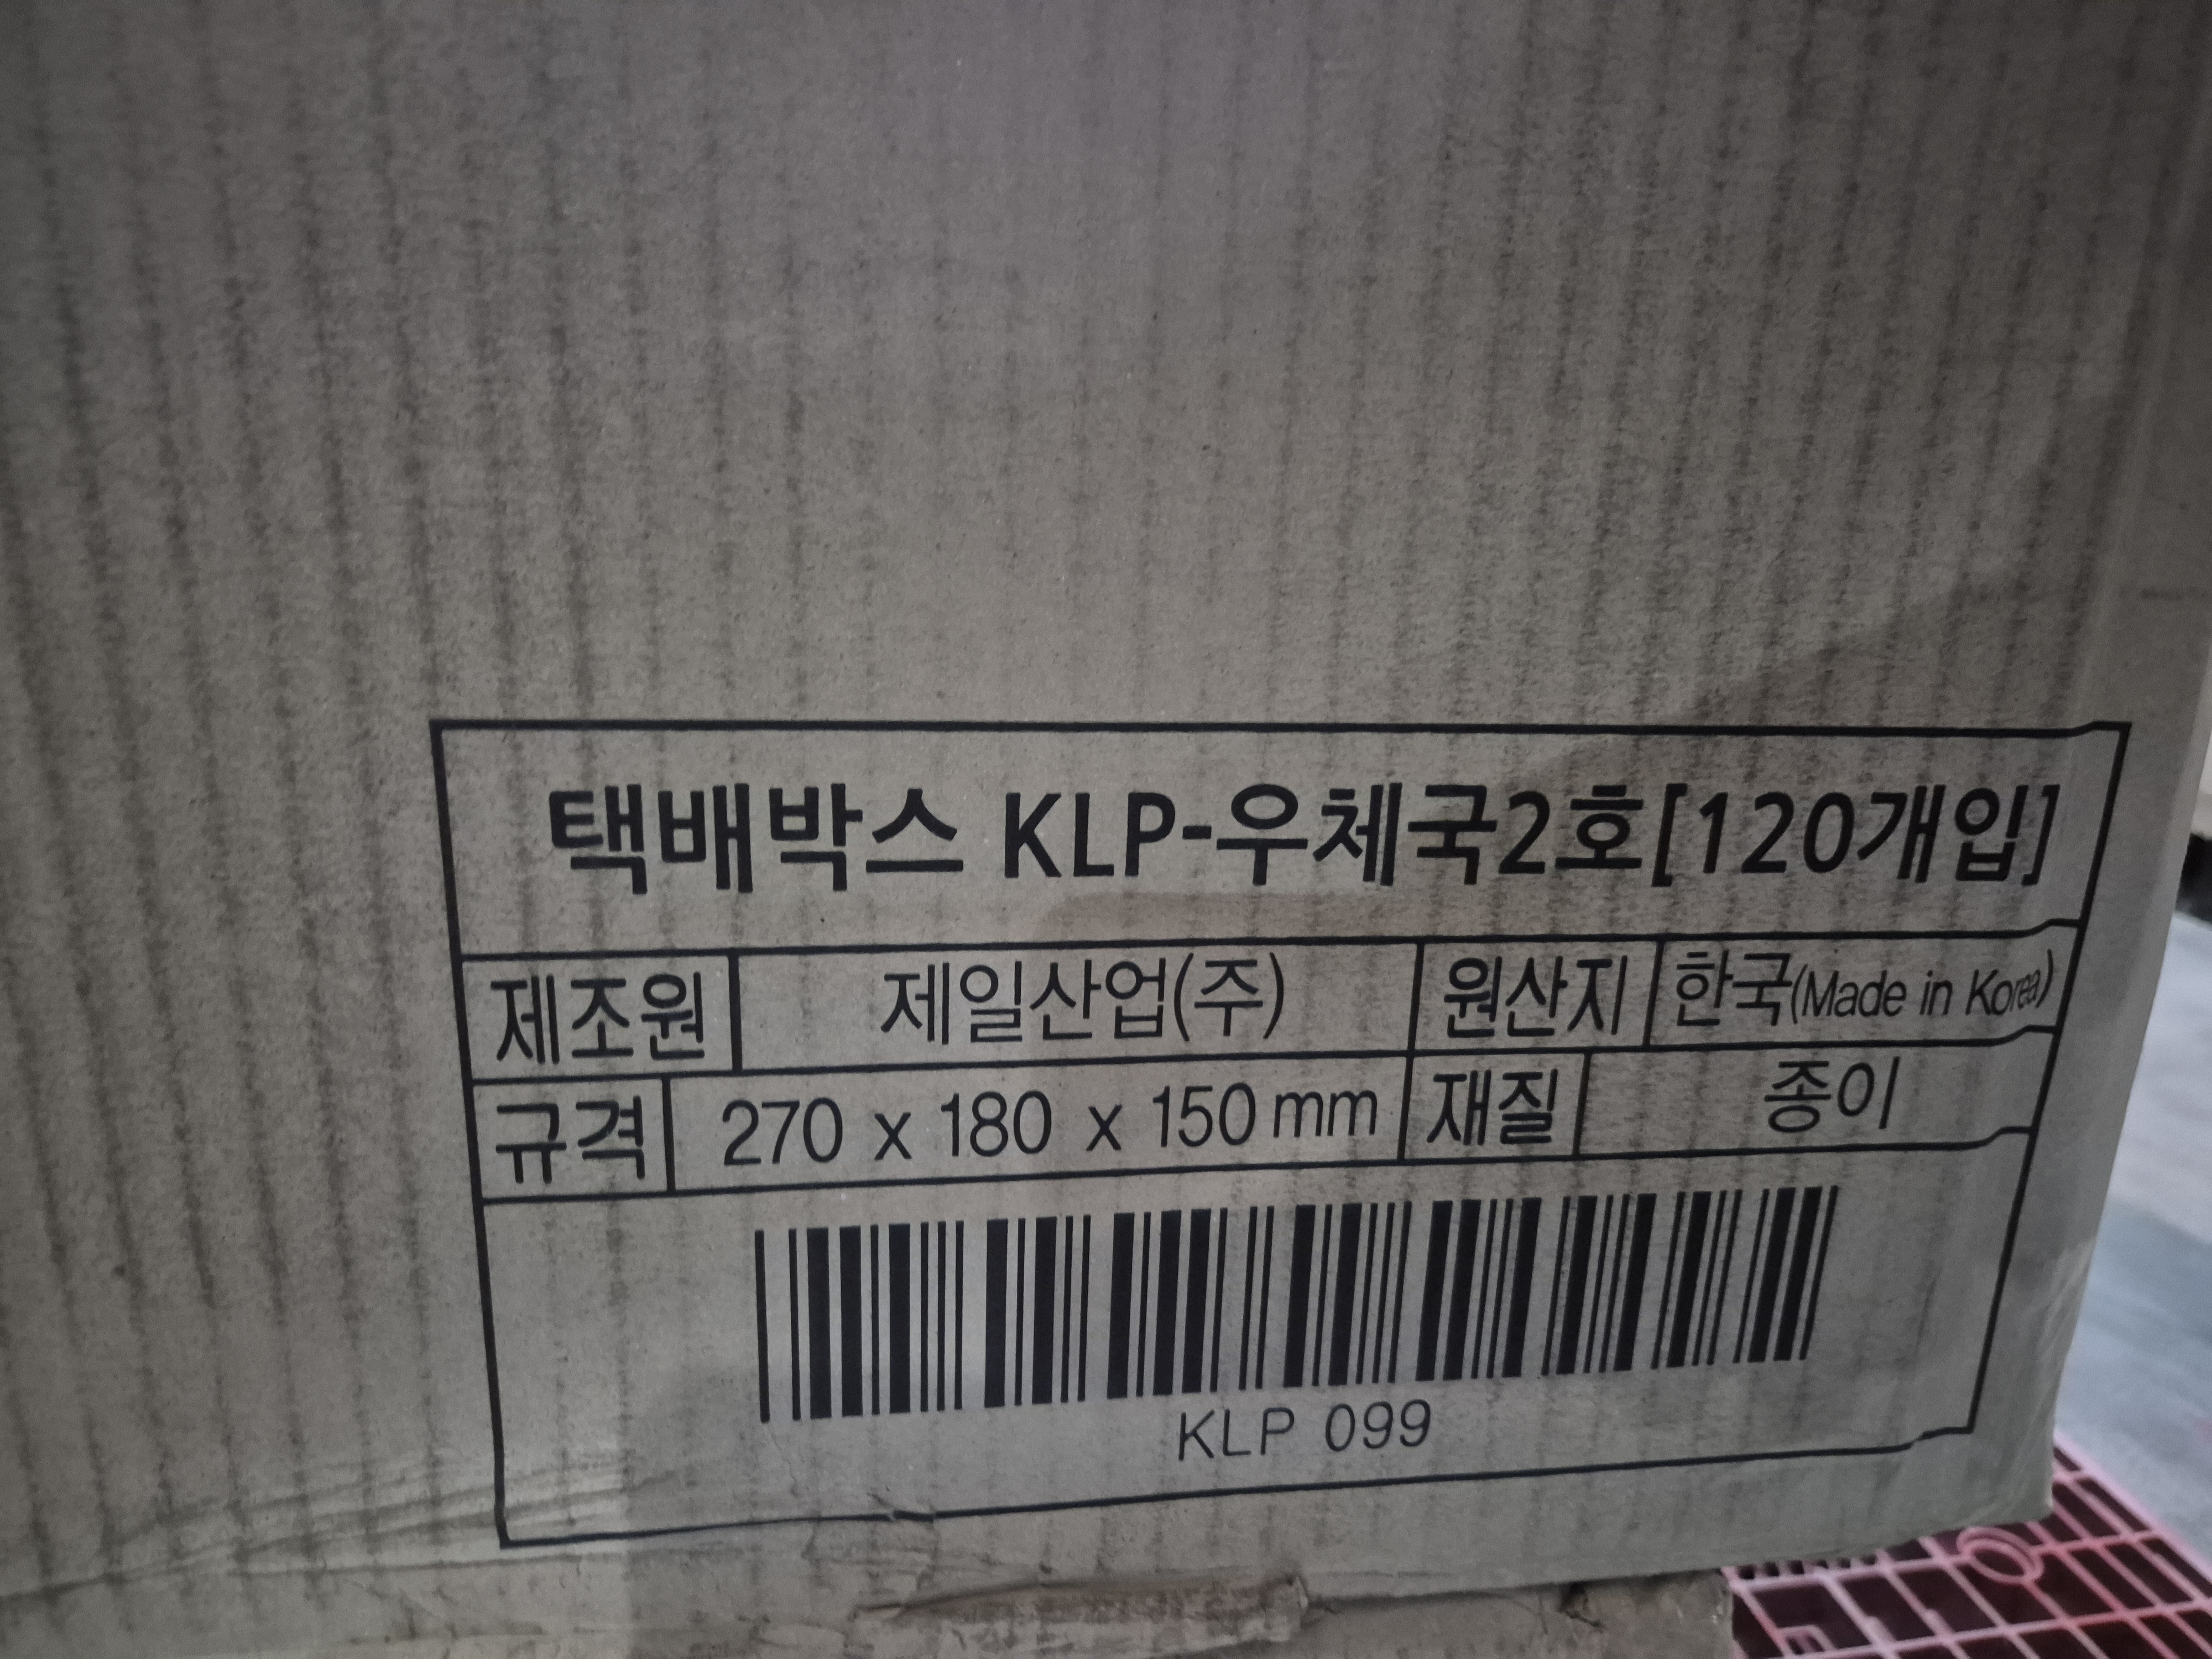 택배박스 KLP-우체국2호[120개입]
제조원 제일산업(주) 원산지 한국(Made in Korea)
규격 270 x 180 x 150mm 재질 종이
KLP 099